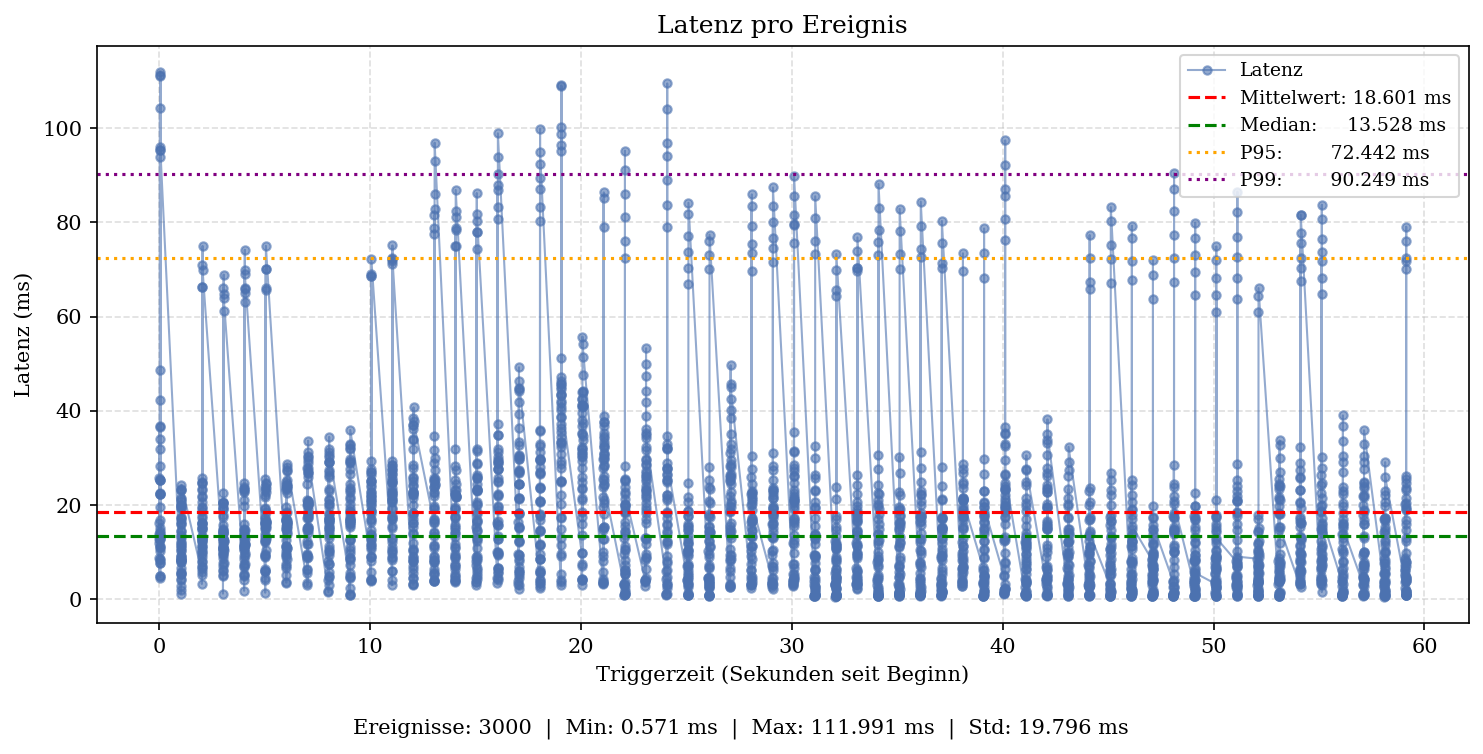 Latenz pro Ereignis
Latenz
Mittelwert: 18.601 ms
Median: 13.528 ms
P95: 72.442 ms
P99: 90.249 ms
Latenz (ms)
100
80
60
40
20
0
0 10 20 30 40 50 60
Triggerzeit (Sekunden seit Beginn)
Ereignisse: 3000 | Min: 0.571 ms | Max: 111.991 ms | Std: 19.796 ms